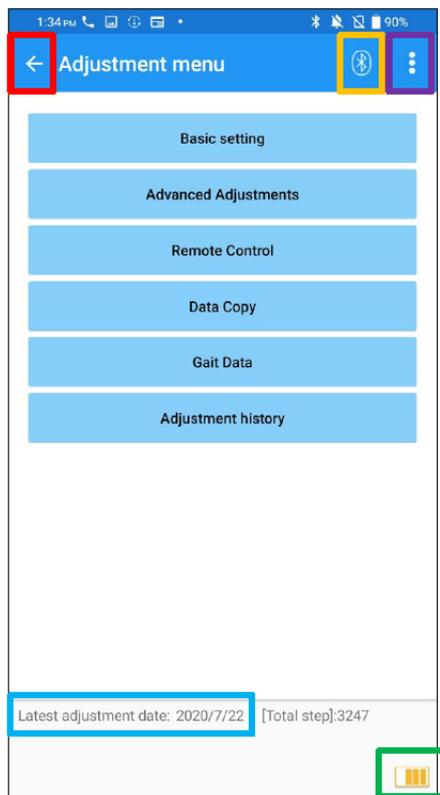 1:34 PM 90%
Adjustment menu
Basic setting
Advanced Adjustments
Remote Control
Data Copy
Gait Data
Adjustment history
Latest adjustment date: 2020/7/22 [Total step]:3247